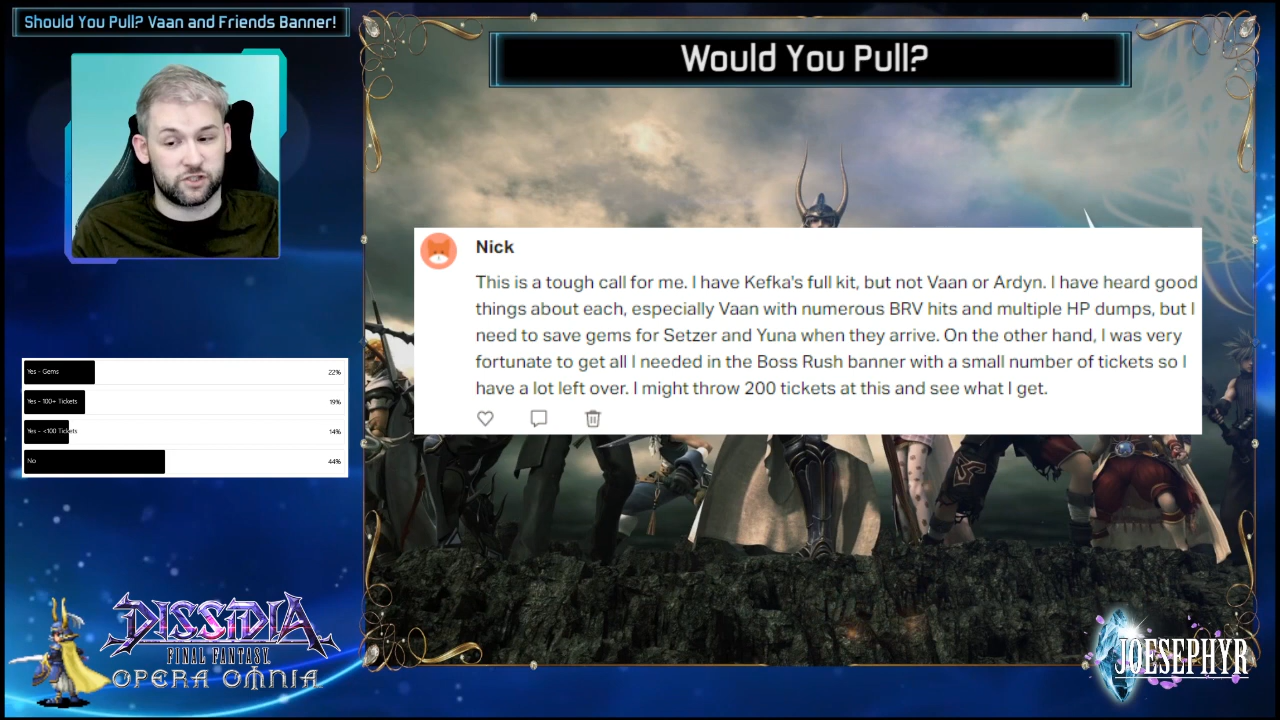 Should You Pull? Vaan and Friends Banner!
Would You Pull?
Nick
This is a tough call for me. I have Kefka's full kit, but not Vaan or Ardyn. I have heard good
things about each, especially Vaan with numerous BRV hits and multiple HP dumps, but I
need to save gems for Setzer and Yuna when they arrive. On the other hand, I was very
fortunate to get all I needed in the Boss Rush banner with a small number of tickets so I
have a lot left over. I might throw 200 tickets at this and see what I get.
Yes - Gems 22%
Yes - 100+ Tickets 19%
Yes - <100 Tickets 14%
No 44%
DISSIDIA
FINAL FANTASY
OPERA OMNIA
JOESEPHYR